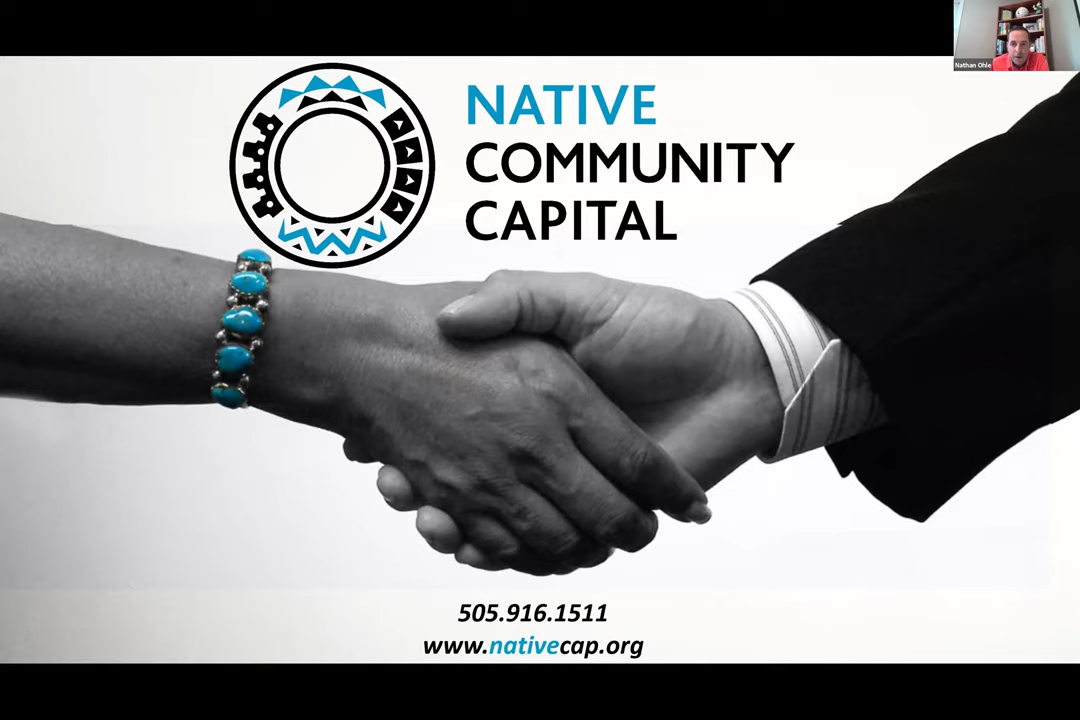 Nathan Ohle
NATIVE
COMMUNITY
CAPITAL
505.916.1511
www.nativecap.org